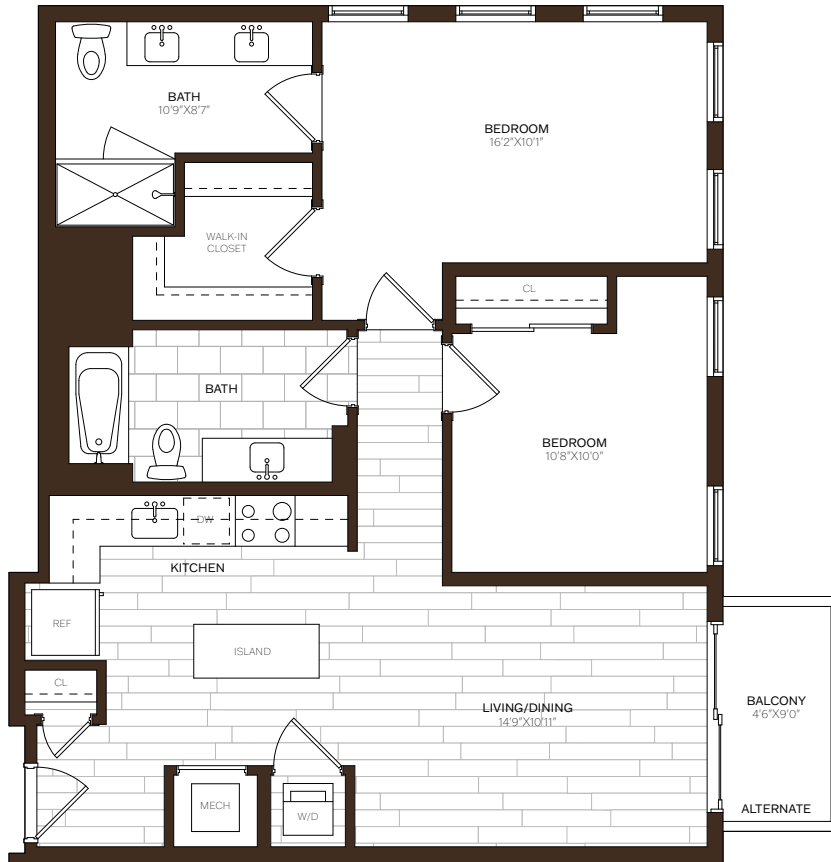 BATH
10'9"X8'7"
BEDROOM
16'2"X10'1"
WALK-IN
CLOSET
CL
BATH
BEDROOM
10'8"X10'0"
DW
KITCHEN
REF
ISLAND
CL
LIVING/DINING
14'9"X10'11"
BALCONY
4'6"X9'0"
MECH
W/D
ALTERNATE